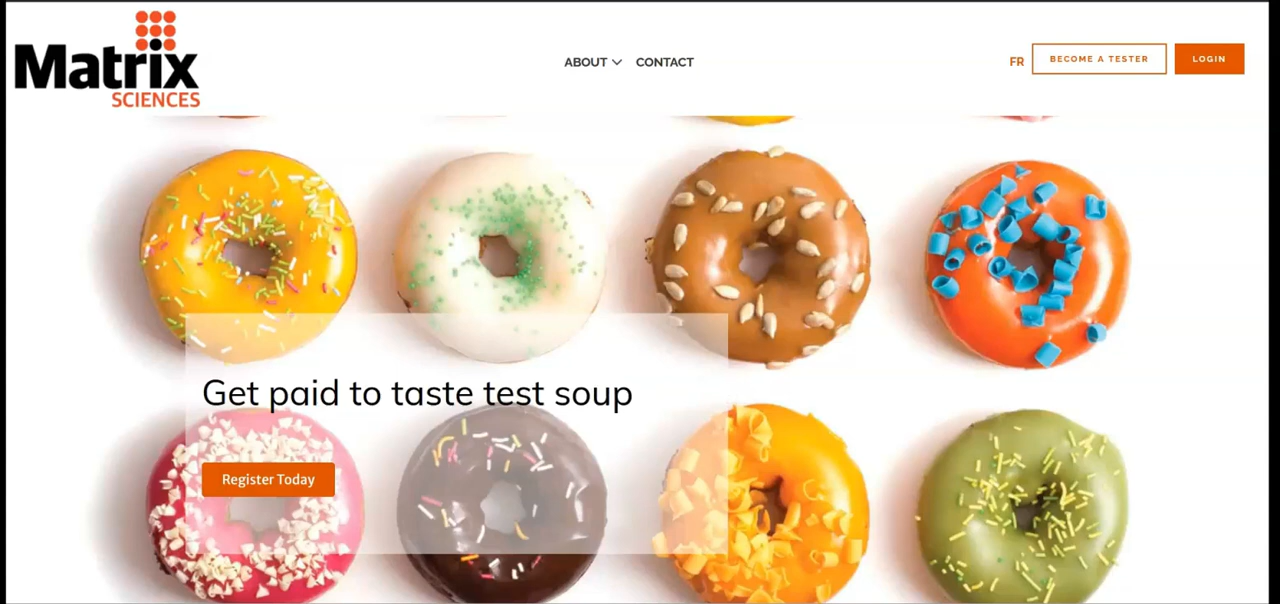 Matrix
SCIENCES
ABOUT
CONTACT
FR
BECOME A TESTER
LOGIN
Get paid to taste test soup
Register Today